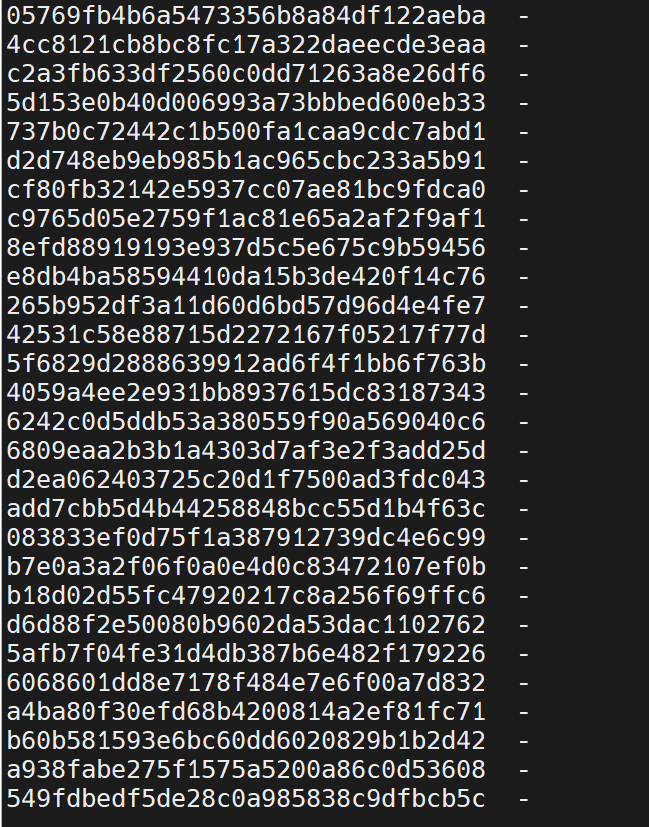 05769fb4b6a5473356b8a84df122aeba  -
4cc8121cb8bc8fc17a322daeecde3eaa  -
c2a3fb633df2560c0dd71263a8e26df6  -
5d153e0b40d006993a73bbbed600eb33  -
737b0c72442c1b500fa1caa9cdc7abd1  -
d2d748eb9eb985b1ac965cbc233a5b91  -
cf80fb32142e5937cc07ae81bc9fdca0  -
c9765d05e2759f1ac81e65a2af2f9af1  -
8efd88919193e937d5c5e675c9b59456  -
e8db4ba58594410da15b3de420f14c76  -
265b952df3a11d60d6bd57d96d4e4fe7  -
42531c58e88715d2272167f05217f77d  -
5f6829d2888639912ad6f4f1bb6f763b  -
4059a4ee2e931bb8937615dc83187343  -
6242c0d5ddb53a380559f90a569040c6  -
6809eaa2b3b1a4303d7af3e2f3add25d  -
d2ea062403725c20d1f7500ad3fdc043  -
add7cbb5d4b44258848bcc55d1b4f63c  -
083833ef0d75f1a387912739dc4e6c99  -
b7e0a3a2f06f0a0e4d0c83472107ef0b  -
b18d02d55fc47920217c8a256f69ffc6  -
d6d88f2e50080b9602da53dac1102762  -
5afb7f04fe31d4db387b6e482f179226  -
6068601dd8e7178f484e7e6f00a7d832  -
a4ba80f30efd68b4200814a2ef81fc71  -
b60b581593e6bc60dd6020829b1b2d42  -
a938fabe275f1575a5200a86c0d53608  -
549fdbedf5de28c0a985838c9dfbcb5c  -